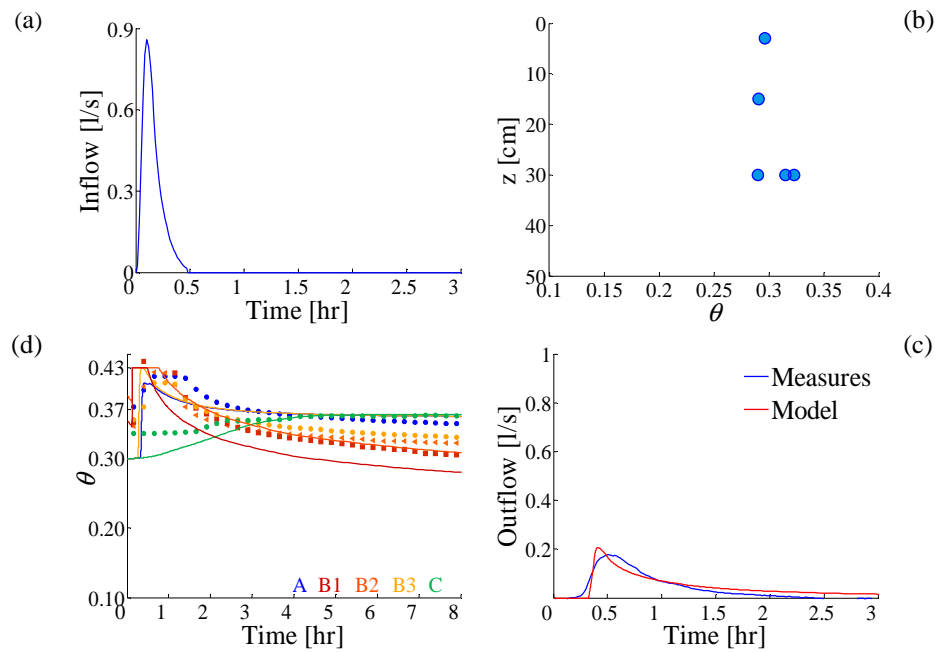 (a)
0.9
0.6
0.3
0
Inflow [l/s]
0 0.5 1 1.5 2 2.5 3
Time [hr]
(b)
0
10
20
30
40
50
z [cm]
0.1 0.15 0.2 0.25 0.3 0.35 0.4
θ
(d)
0.43
0.37
0.30
0.20
0.10
θ
A B1 B2 B3 C
0 1 2 3 4 5 6 7 8
Time [hr]
(c)
1
0.8
0.6
0.4
0.2
Outflow [l/s]
Measures
Model
0 0.5 1 1.5 2 2.5 3
Time [hr]